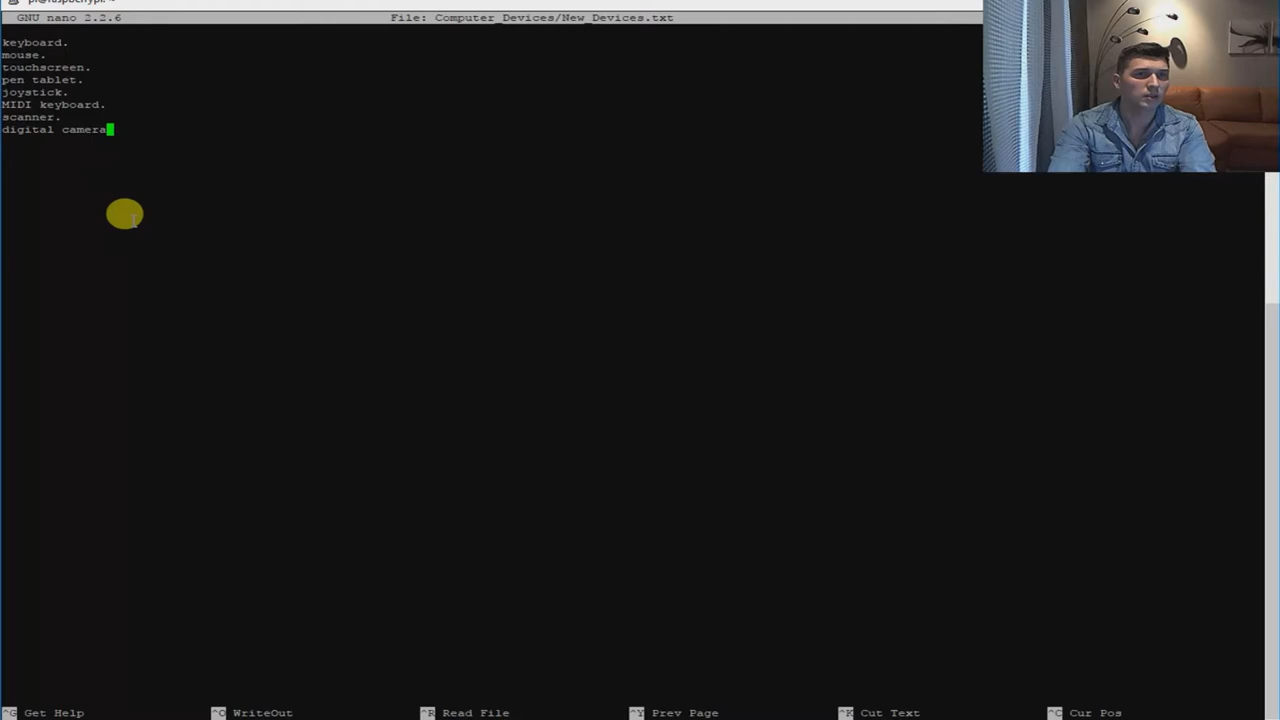 pi@raspberrypi: ~
GNU nano 2.2.6 File: Computer_Devices/New_Devices.txt
keyboard.
mouse.
touchscreen.
pen tablet.
joystick.
MIDI keyboard.
scanner.
digital camera
^G Get Help ^O WriteOut ^R Read File ^Y Prev Page ^K Cut Text ^C Cur Pos